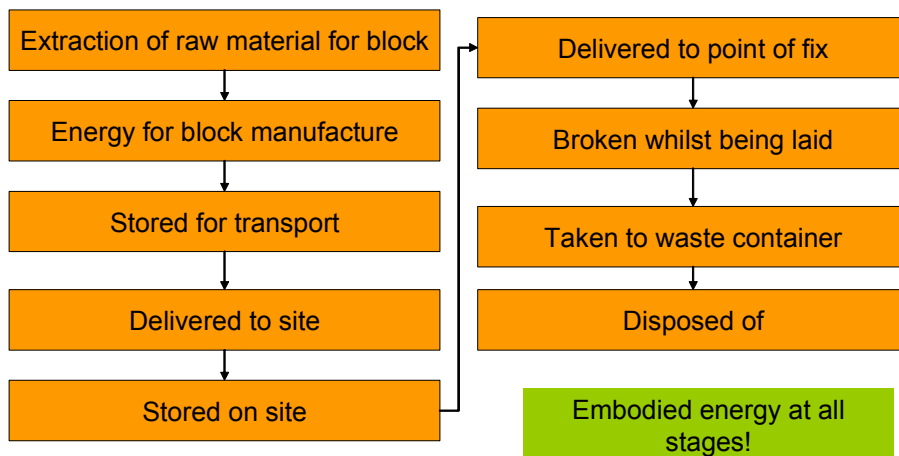 Extraction of raw material for block
Energy for block manufacture
Stored for transport
Delivered to site
Stored on site
Delivered to point of fix
Broken whilst being laid
Taken to waste container
Disposed of
Embodied energy at all
stages!